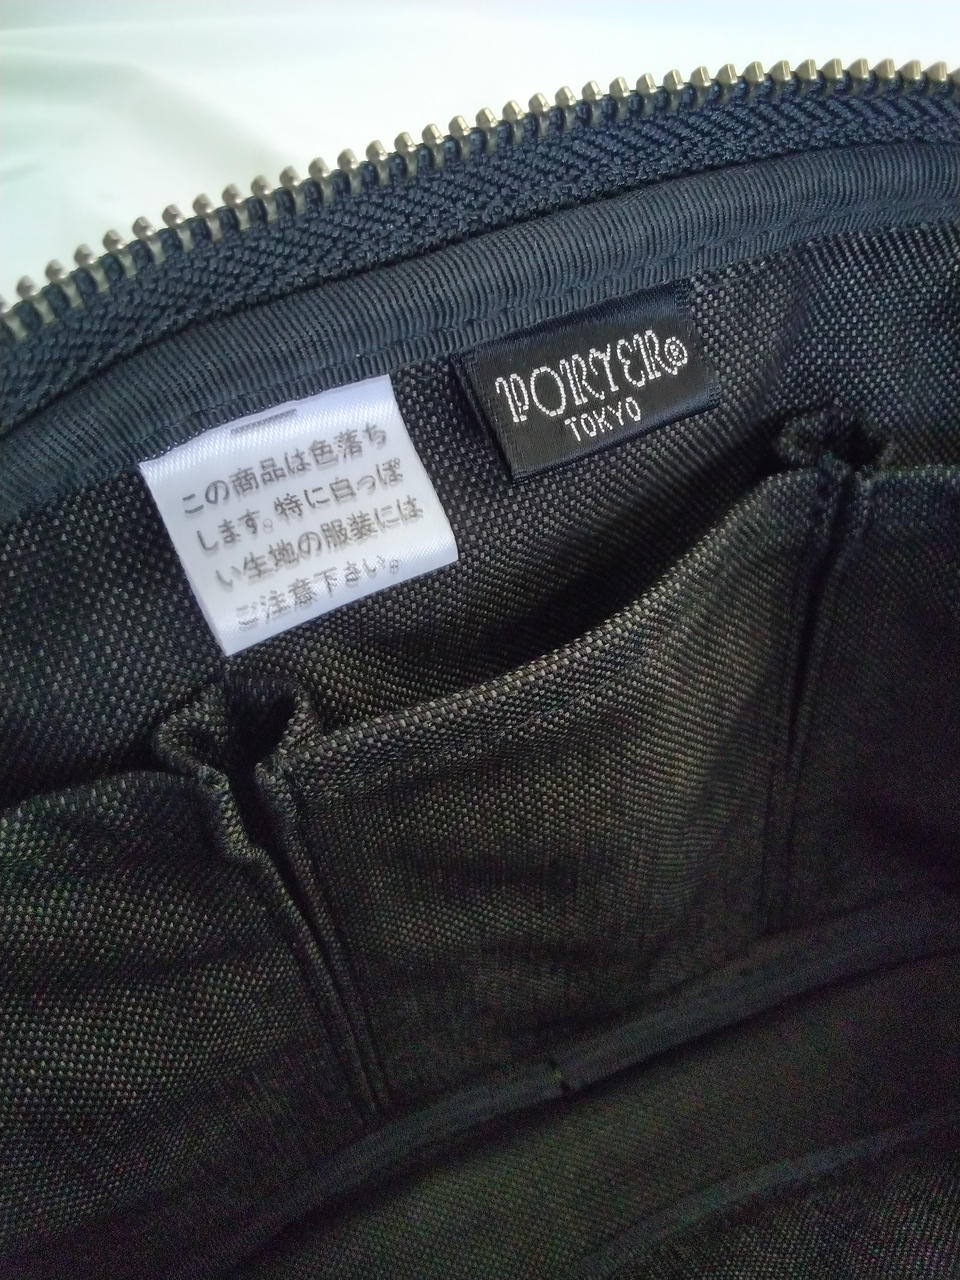 この商品は色落ち
します。特に白っぽ
い生地の服装には
ご注意下さい。
PORTER®
TOKYO